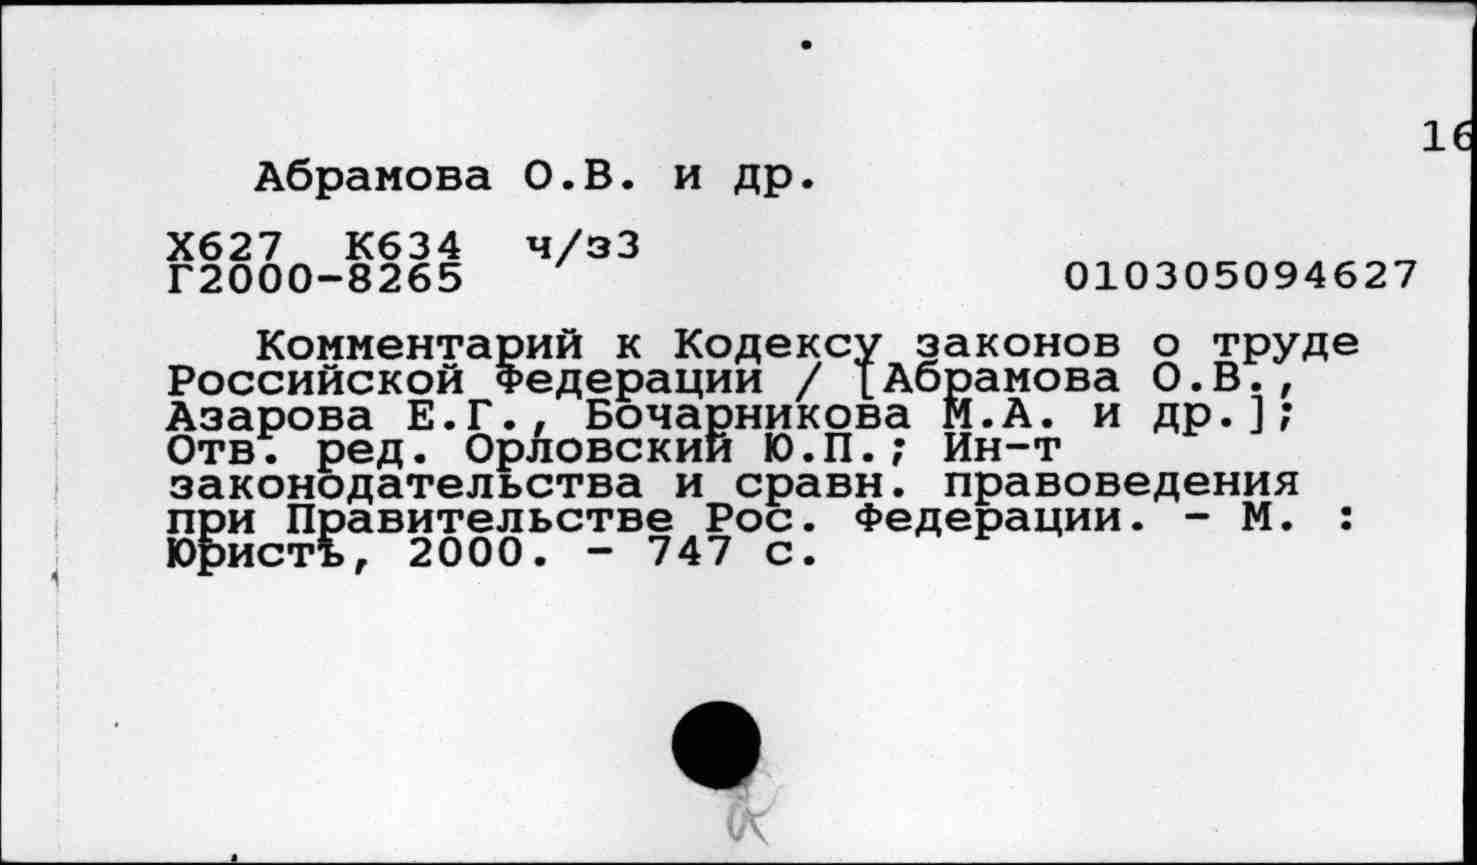 16
Абрамова О.В. и др.
Х627 К634 ч/з3
Г2000-8265 010305094627
Комментарий к Кодексу законов о труде
Российской Федерации / [Абрамова О.В.,
Азарова Е.Г., Бочарникова М.А. и др.];
Отв. ред. Орловский Ю.П.; Ин-т
законодательства и сравн. правоведения
при Правительстве Рос. Федерации. - М. :
Юристъ, 2000. - 747 с.